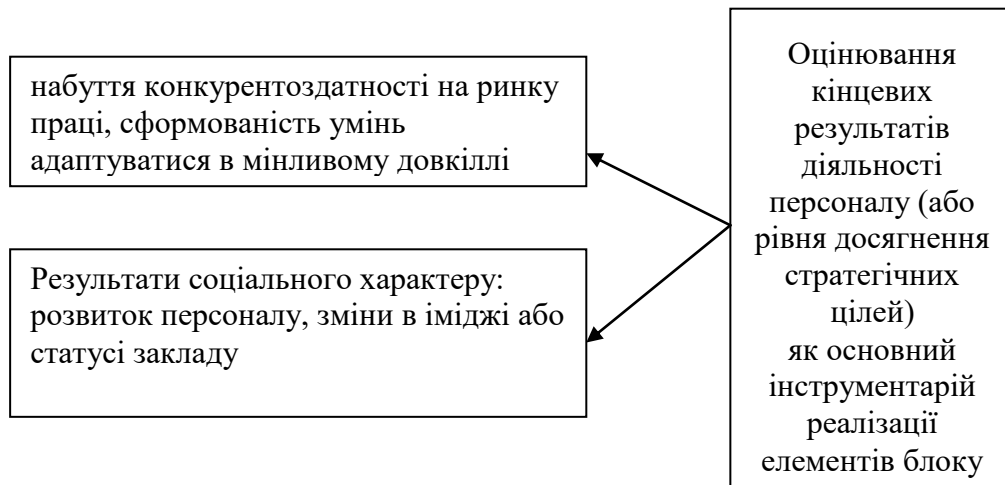 набуття конкурентоздатності на ринку
праці, сформованість умінь
адаптуватися в мінливому довкіллі
Результати соціального характеру:
розвиток персоналу, зміни в іміджі або
статусі закладу
Оцінювання
кінцевих
результатів
діяльності
персоналу (або
рівня досягнення
стратегічних
цілей)
як основний
інструментарій
реалізації
елементів блоку